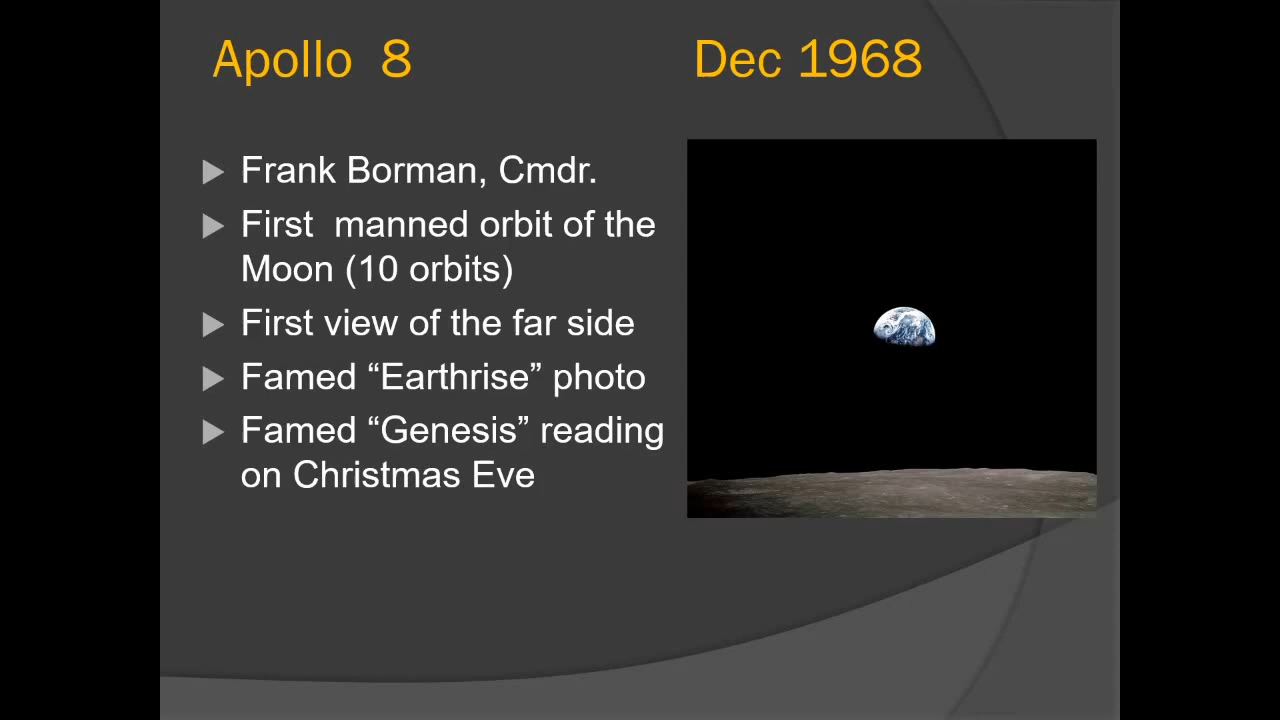 Apollo  8
Dec 1968
Frank Borman, Cmdr.
First  manned orbit of the
Moon (10 orbits)
First view of the far side
Famed “Earthrise” photo
Famed “Genesis” reading
on Christmas Eve